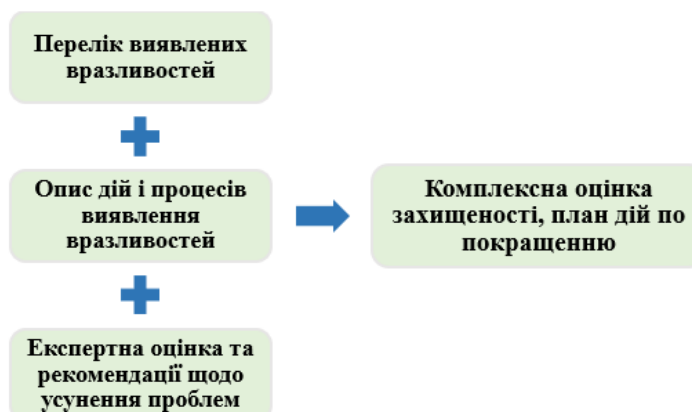 Перелік виявлених
вразливостей
Опис дій і процесів
виявлення
вразливостей
Комплексна оцінка
захищеності, план дій по
покращенню
Експертна оцінка та
рекомендації щодо
усунення проблем